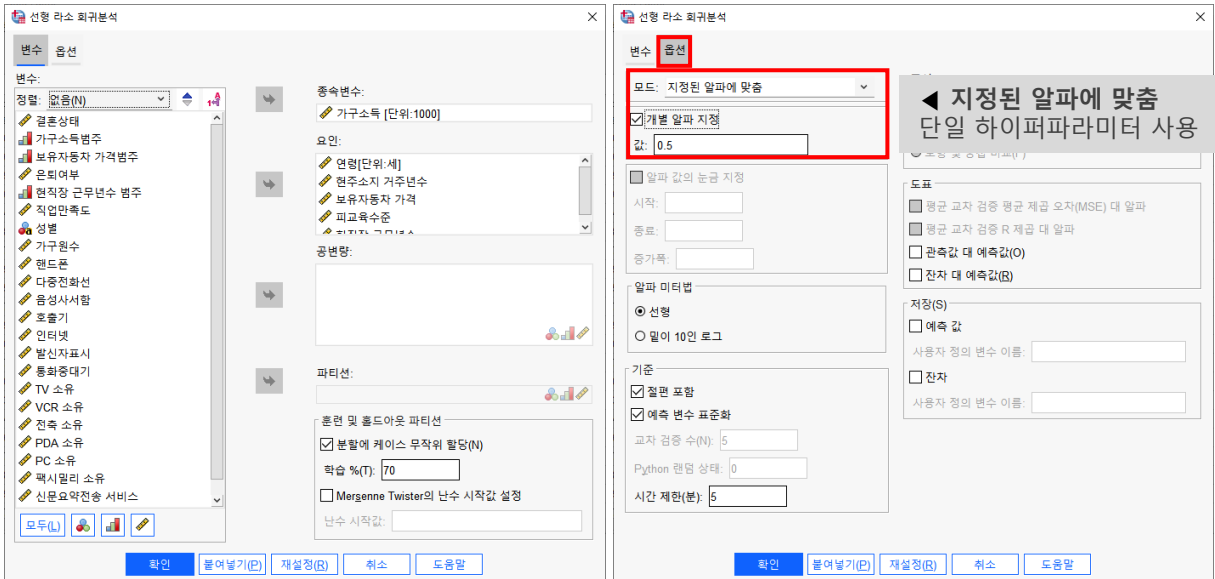 선형 라소 회귀분석
변수 옵션
변수:
정렬: 없음(N)
결혼상태
가구소득범주
보유자동차 가격범주
은퇴여부
현직장 근무년수 범주
직업만족도
성별
가구원수
핸드폰
다중전화선
음성사서함
호출기
인터넷
발신자표시
통화중대기
TV 소유
VCR 소유
전축 소유
PDA 소유
PC 소유
팩시밀리 소유
신문요약전송 서비스
모두(L)
종속변수:
가구소득 [단위:1000]
요인:
연령[단위:세]
현주소지 거주년수
보유자동차 가격
피교육수준
현직장 근무년수
공변량:
파티션:
훈련 및 홀드아웃 파티션
분할에 케이스 무작위 할당(N)
학습 %(T): 70
Mersenne Twister의 난수 시작값 설정
난수 시작값:
확인 붙여넣기(P) 재설정(R) 취소 도움말
선형 라소 회귀분석
변수 옵션
모드: 지정된 알파에 맞춤
개별 알파 지정
값: 0.5
알파 값의 눈금 지정
시작:
종료:
증가폭:
알파 미터법
선형
밑이 10인 로그
기준
절편 포함
예측 변수 표준화
교차 검증 수(N): 5
Python 랜덤 상태: 0
시간 제한(분): 5
◀ 지정된 알파에 맞춤
단일 하이퍼파라미터 사용
도표
평균 교차 검증 평균 제곱 오차(MSE) 대 알파
평균 교차 검증 R 제곱 대 알파
관측값 대 예측값(O)
잔차 대 예측값(R)
저장(S)
예측 값
사용자 정의 변수 이름:
잔차
사용자 정의 변수 이름:
확인 붙여넣기(P) 재설정(R) 취소 도움말